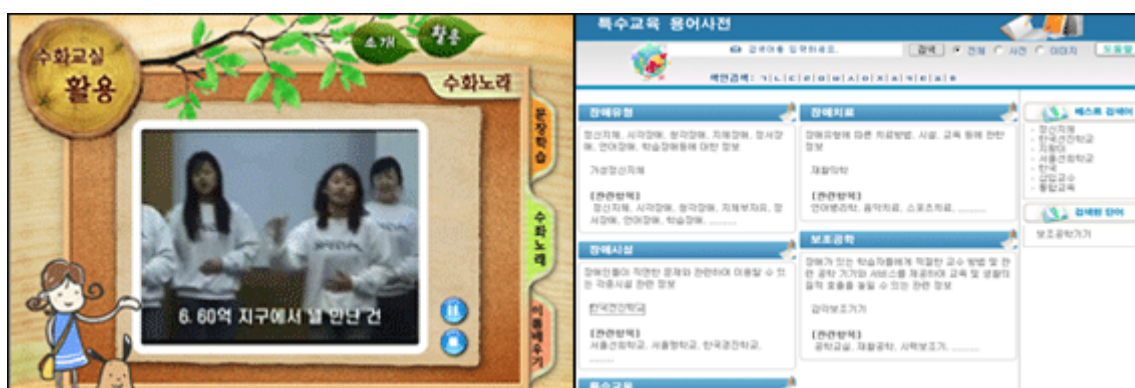 수화교실
활용
소개
활용
수화노래
문장학습
수화노래
이름배우기
6. 60억 지구에서 널 만난 건
특수교육 용어사전
검색어를 입력하세요.
검색
전체
사전
이미지
도움말
색인검색 : ㄱ|ㄴ|ㄷ|ㄹ|ㅁ|ㅂ|ㅅ|ㅇ|ㅈ|ㅊ|ㅋ|ㅌ|ㅍ|ㅎ
장애유형
정신지체, 시각장애, 청각장애, 지체장애, 정서장
애, 언어장애, 학습장애등에 대한 정보
가성정신지체
[관련항목]
정신지체, 시각장애, 청각장애, 지체부자유, 정
서장애, 언어장애, 학습장애, .........
장애시설
장애인들이 직면한 문제와 관련하여 이용할 수 있
는 각종시설 관련 정보
한국경진학교
[관련항목]
서울선희학교, 서울맹학교, 한국경진학교,
.........
특수교육
장애치료
장애유형에 따른 치료방법, 시설, 교육 등에 관한
정보
재활의학
[관련항목]
언어병리학, 음악치료, 스포츠치료, .........
보조공학
장애가 있는 학습자들에게 적절한 교수 방법 및 관
련 공학 기기와 서비스를 제공하여 교육 및 생활의
질적 효율을 높일 수 있는 관련 정보
감각보조기기
[관련항목]
공학교실, 재활공학, 시력보조기, .........
베스트 검색어
- 정신지체
- 한국경진학교
- 지팡이
- 서울선희학교
- 한국
- 삽입교수
- 통합교육
검색된 단어
보조공학기기